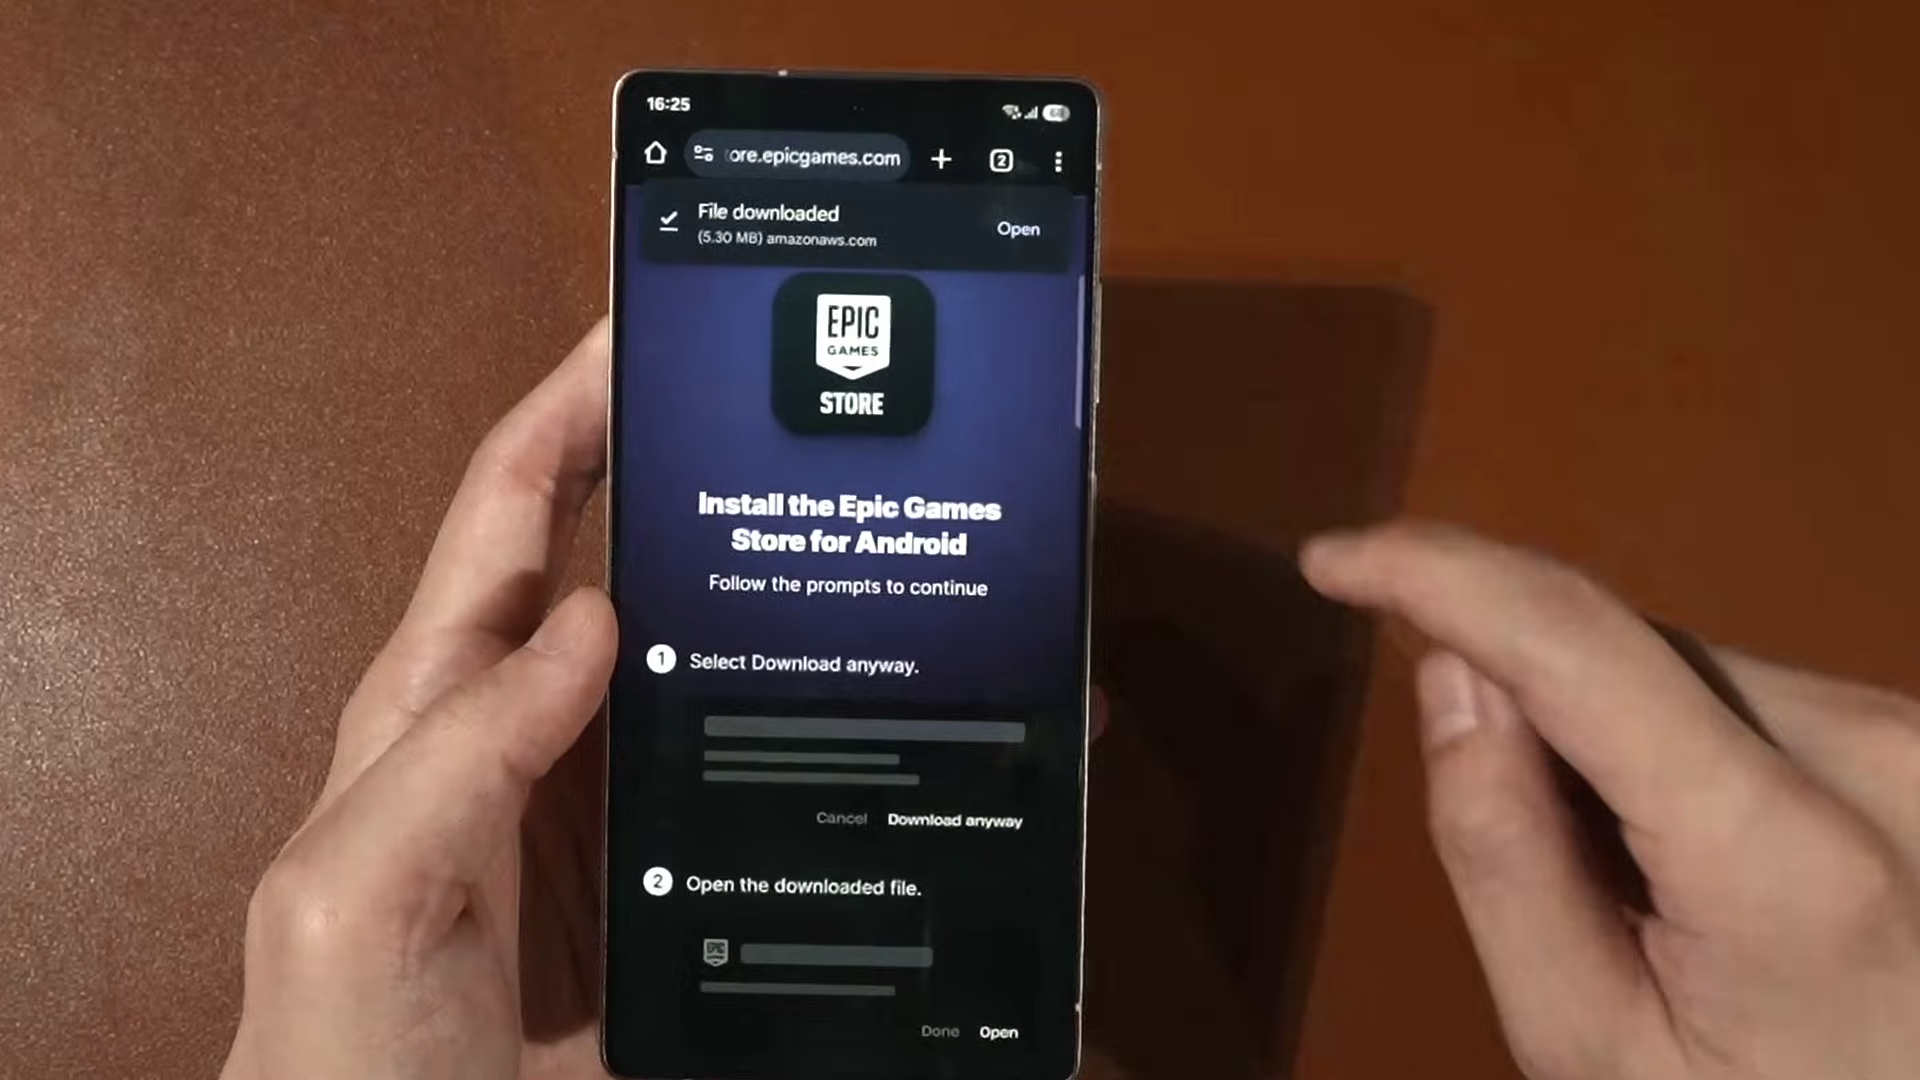 16:25
ore.epicgames.com
2
File downloaded
Open
(5.30 MB) amazonaws.com
EPIC
GAMES
STORE
Install the Epic Games
Store for Android
Follow the prompts to continue
1 Select Download anyway.
Cancel Download anyway
2 Open the downloaded file.
EPIC
Done Open